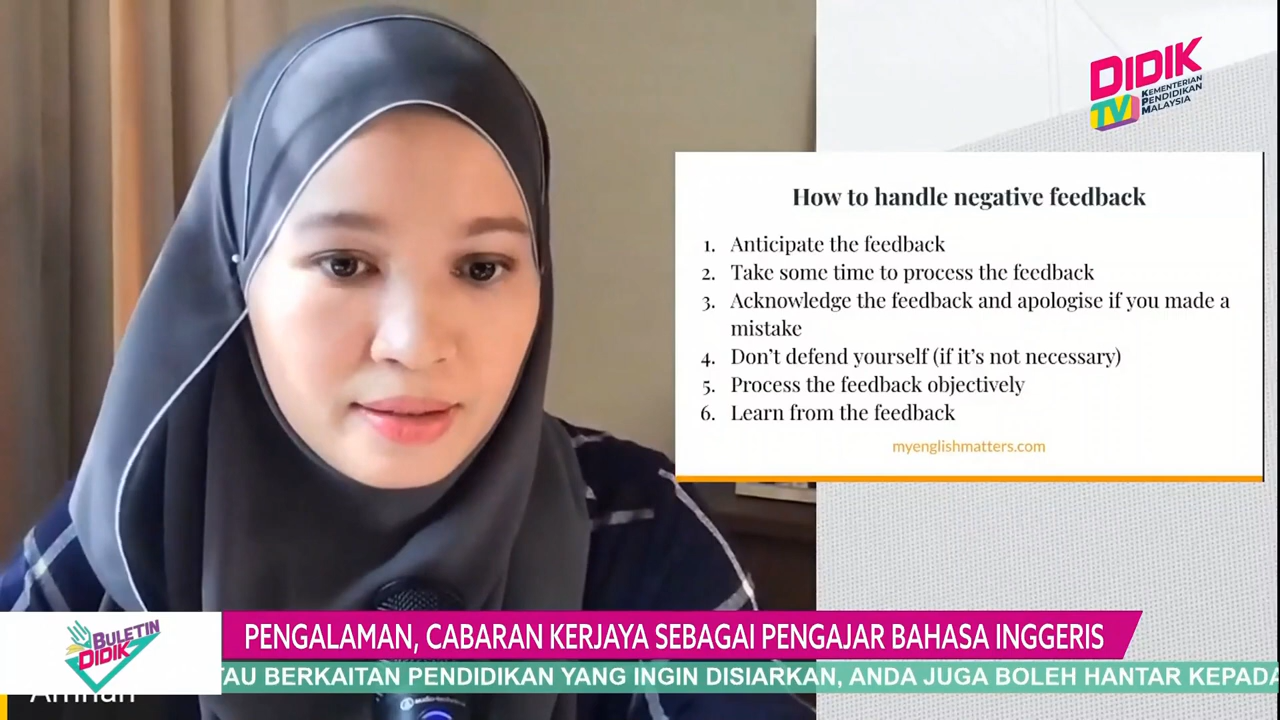 DIDIK
TV
KEMENTERIAN
PENDIDIKAN
MALAYSIA
How to handle negative feedback
1. Anticipate the feedback
2. Take some time to process the feedback
3. Acknowledge the feedback and apologise if you made a
mistake
4. Don't defend yourself (if it's not necessary)
5. Process the feedback objectively
6. Learn from the feedback
myenglishmatters.com
BULETIN
DIDIK
PENGALAMAN, CABARAN KERJAYA SEBAGAI PENGAJAR BAHASA INGGERIS
TAU BERKAITAN PENDIDIKAN YANG INGIN DISIARKAN, ANDA JUGA BOLEH HANTAR KEPADA
audio-technica